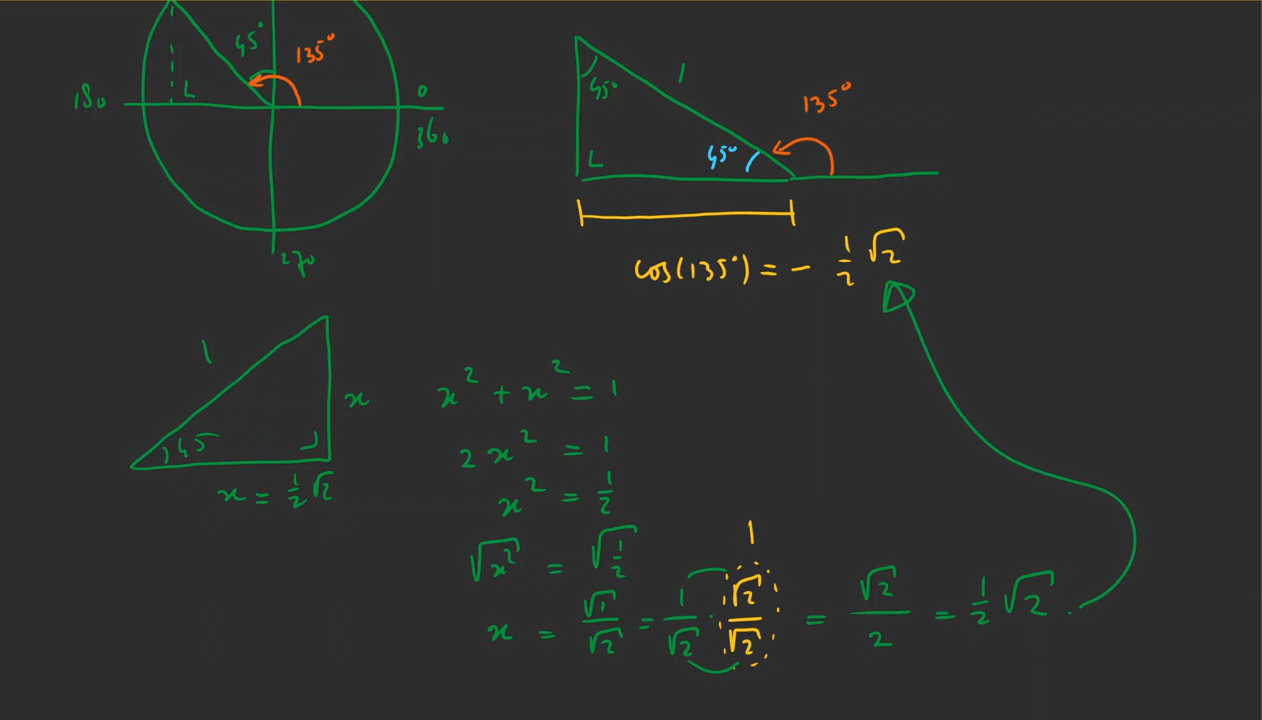 45°
135°
180
0
360
270
1
45°
45°
135°
cos(135°) = - 1/2 √2
1
x
45
x = 1/2 √2
x² + x² = 1
2x² = 1
x² = 1/2
√x² = √1/2
1
x = √1/√2 = 1/√2 · √2/√2 = √2/2 = 1/2 √2 .